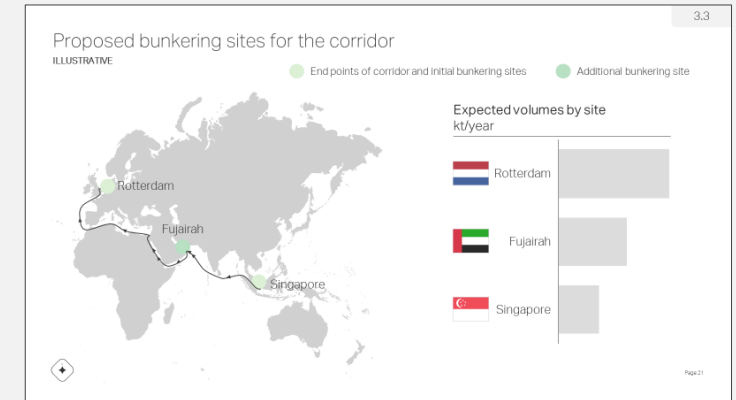 3.3
Proposed bunkering sites for the corridor
ILLUSTRATIVE
End points of corridor and initial bunkering sites
Additional bunkering site
Expected volumes by site
kt/year
Rotterdam
Fujairah
Singapore
Rotterdam
Fujairah
Singapore
Page 21